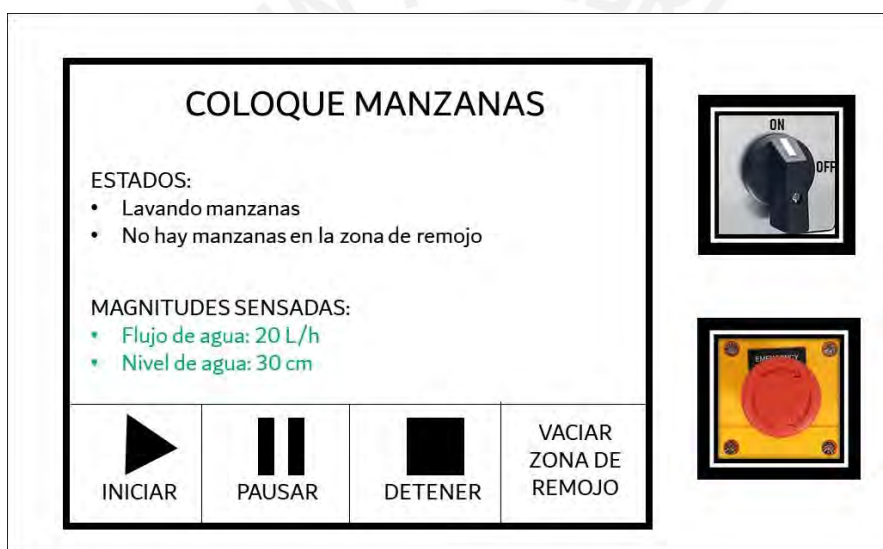 COLOQUE MANZANAS
ESTADOS:
• Lavando manzanas
• No hay manzanas en la zona de remojo
MAGNITUDES SENSADAS:
• Flujo de agua: 20 L/h
• Nivel de agua: 30 cm
INICIAR
PAUSAR
DETENER
VACIAR
ZONA DE
REMOJO
ON
OFF
EMERGENCY